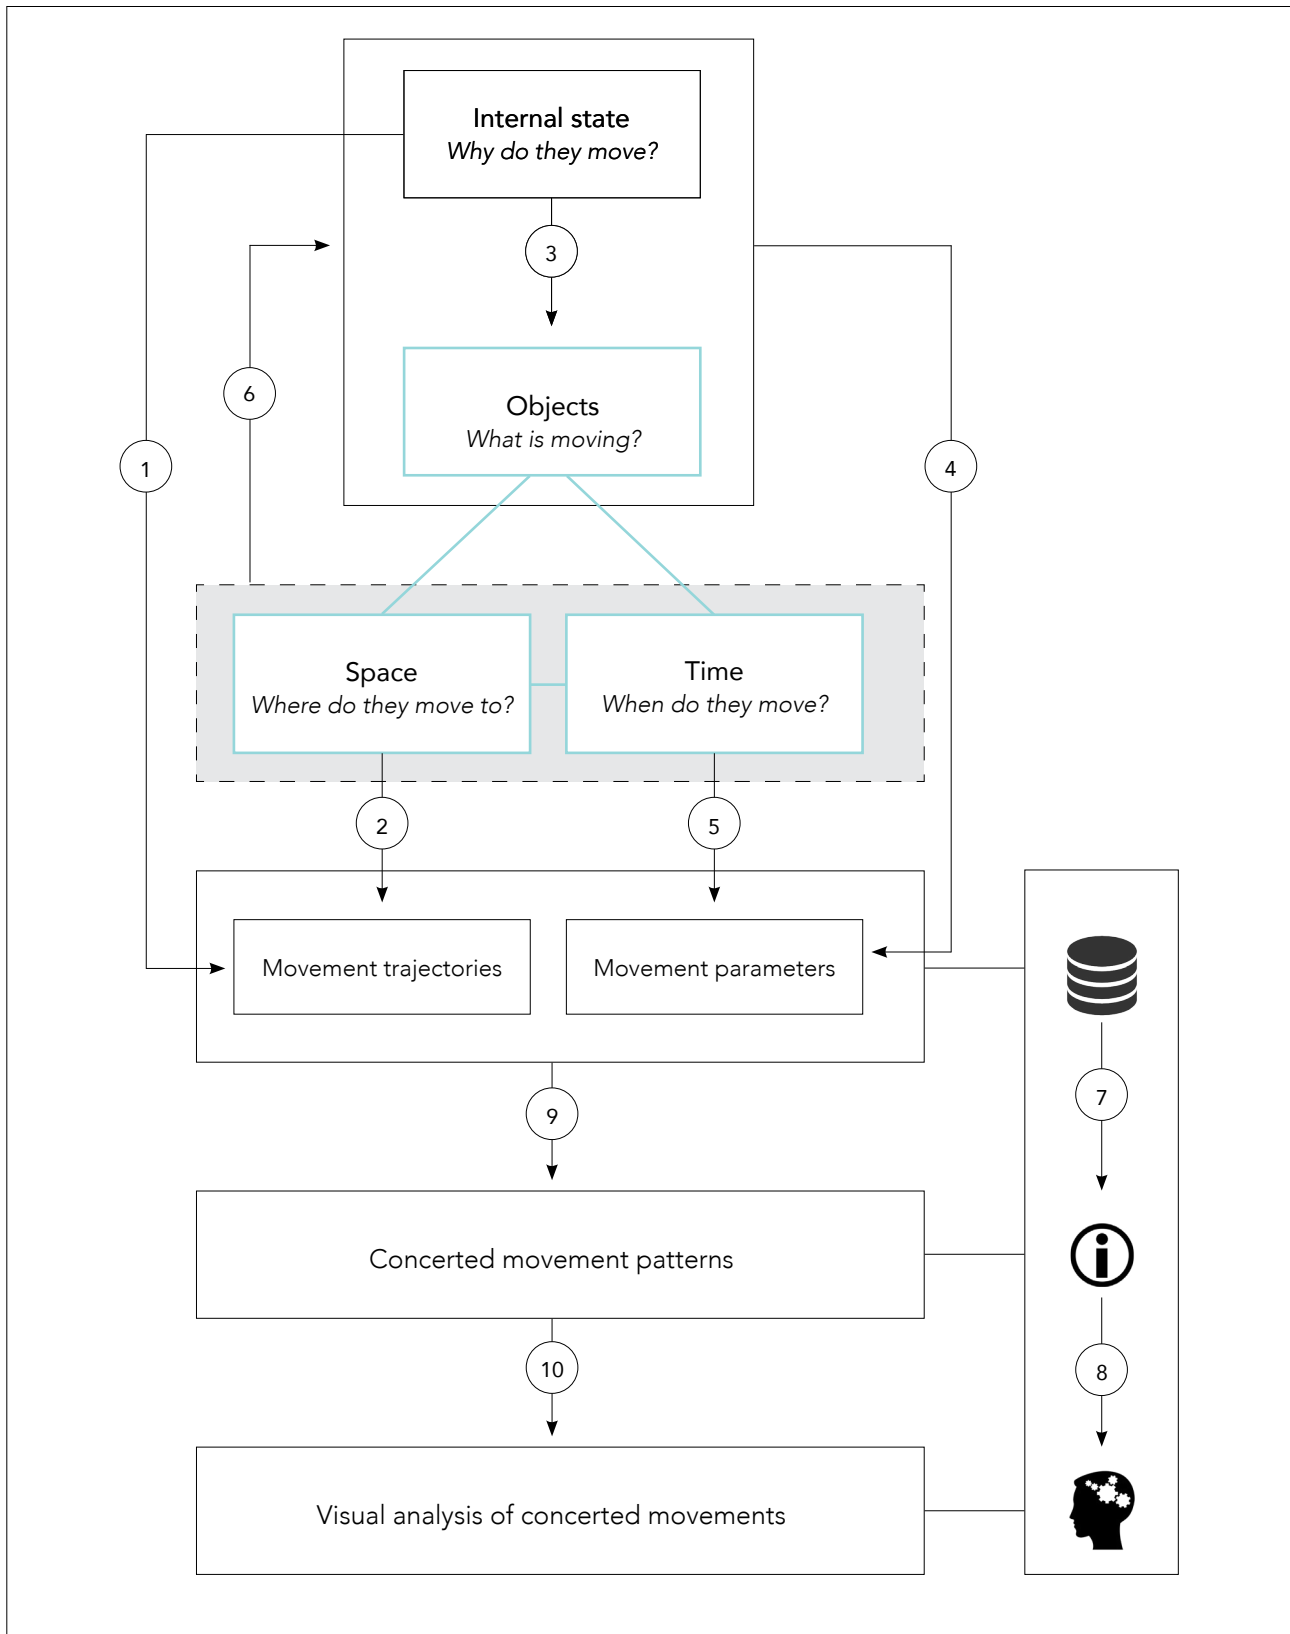 Internal state
Why do they move?
3
Objects
What is moving?
6
1
4
Space
Where do they move to?
Time
When do they move?
2
5
Movement trajectories
Movement parameters
7
9
Concerted movement patterns
i
10
8
Visual analysis of concerted movements